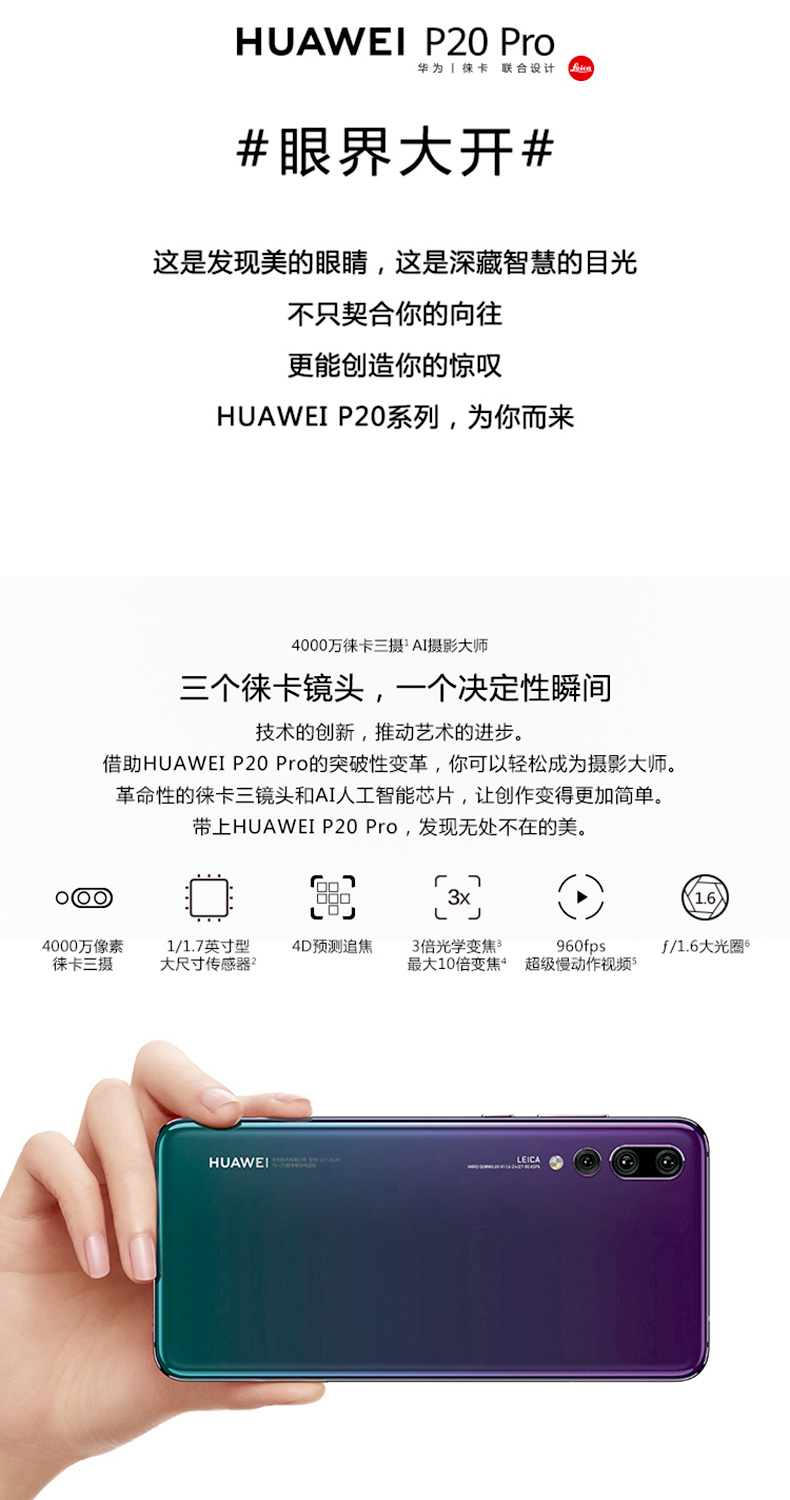 HUAWEI P20 Pro
华为丨徕卡 联合设计
Leica
#眼界大开#
这是发现美的眼睛，这是深藏智慧的目光
不只契合你的向往
更能创造你的惊叹
HUAWEI P20系列，为你而来
4000万徕卡三摄¹ AI摄影大师
三个徕卡镜头，一个决定性瞬间
技术的创新，推动艺术的进步。
借助HUAWEI P20 Pro的突破性变革，你可以轻松成为摄影大师。
革命性的徕卡三镜头和AI人工智能芯片，让创作变得更加简单。
带上HUAWEI P20 Pro，发现无处不在的美。
3x
1.6
4000万像素
徕卡三摄
1/1.7英寸型
大尺寸传感器²
4D预测追焦
3倍光学变焦³
最大10倍变焦⁴
960fps
超级慢动作视频⁵
ƒ/1.6大光圈⁶
HUAWEI
LEICA